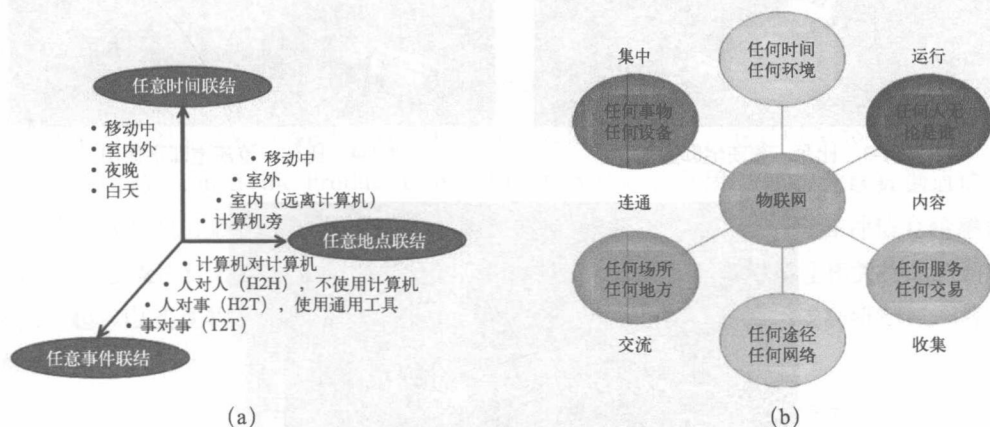 任意时间联结
• 移动中
• 室内外
• 夜晚
• 白天
• 移动中
• 室外
• 室内（远离计算机）
• 计算机旁
任意地点联结
• 计算机对计算机
• 人对人（H2H），不使用计算机
• 人对事（H2T），使用通用工具
• 事对事（T2T）
任意事件联结
(a)
任何时间
任何环境
集中
运行
任何事物
任何设备
任何人无
论是谁
物联网
连通
内容
任何场所
任何地方
任何服务
任何交易
任何途径
任何网络
交流
收集
(b)